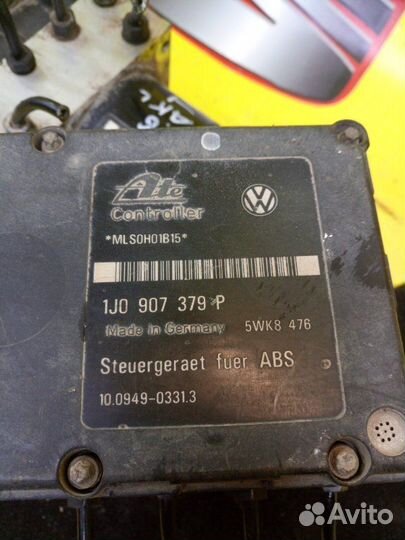 Ate
Controller
*MLS0H01B15*
1J0 907 379 P
Made in Germany 5WK8 476
Steuergeraet fuer ABS
10.0949-0331.3
Avito